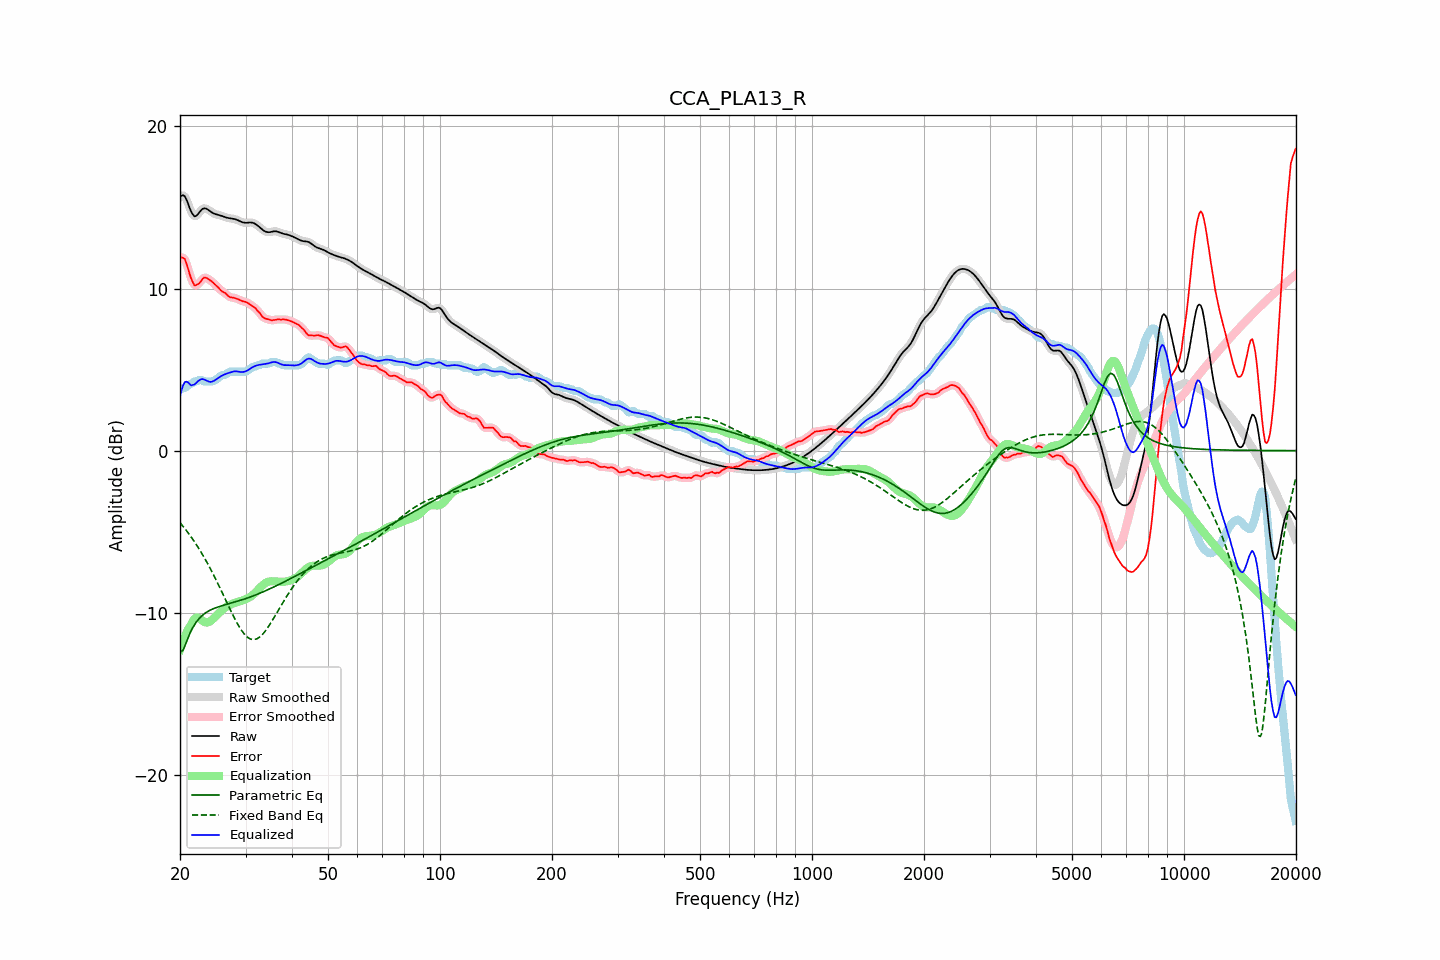 CCA_PLA13_R
20
10
0
−10
−20
Amplitude (dBr)
Target
Raw Smoothed
Error Smoothed
Raw
Error
Equalization
Parametric Eq
Fixed Band Eq
Equalized
20 50 100 200 500 1000 2000 5000 10000 20000
Frequency (Hz)